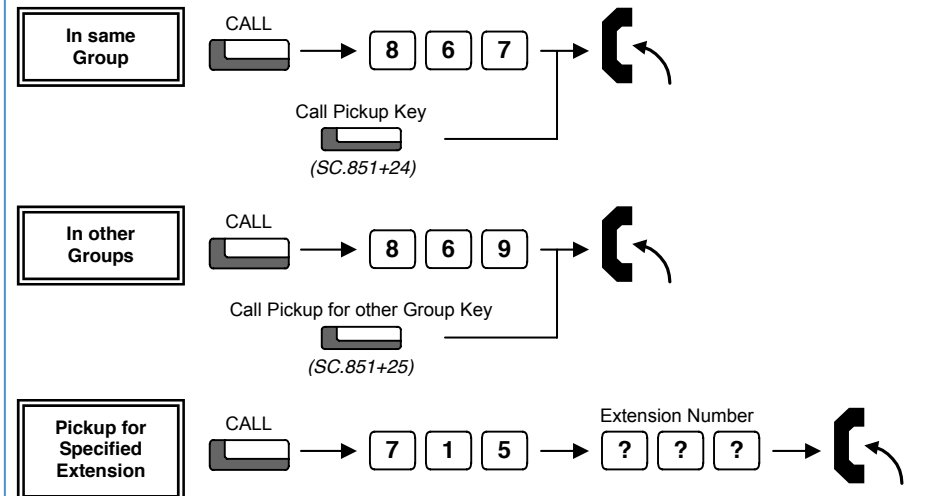 In same
Group
CALL
8 6 7
Call Pickup Key
(SC.851+24)
In other
Groups
CALL
8 6 9
Call Pickup for other Group Key
(SC.851+25)
Pickup for
Specified
Extension
CALL
7 1 5
Extension Number
? ? ?